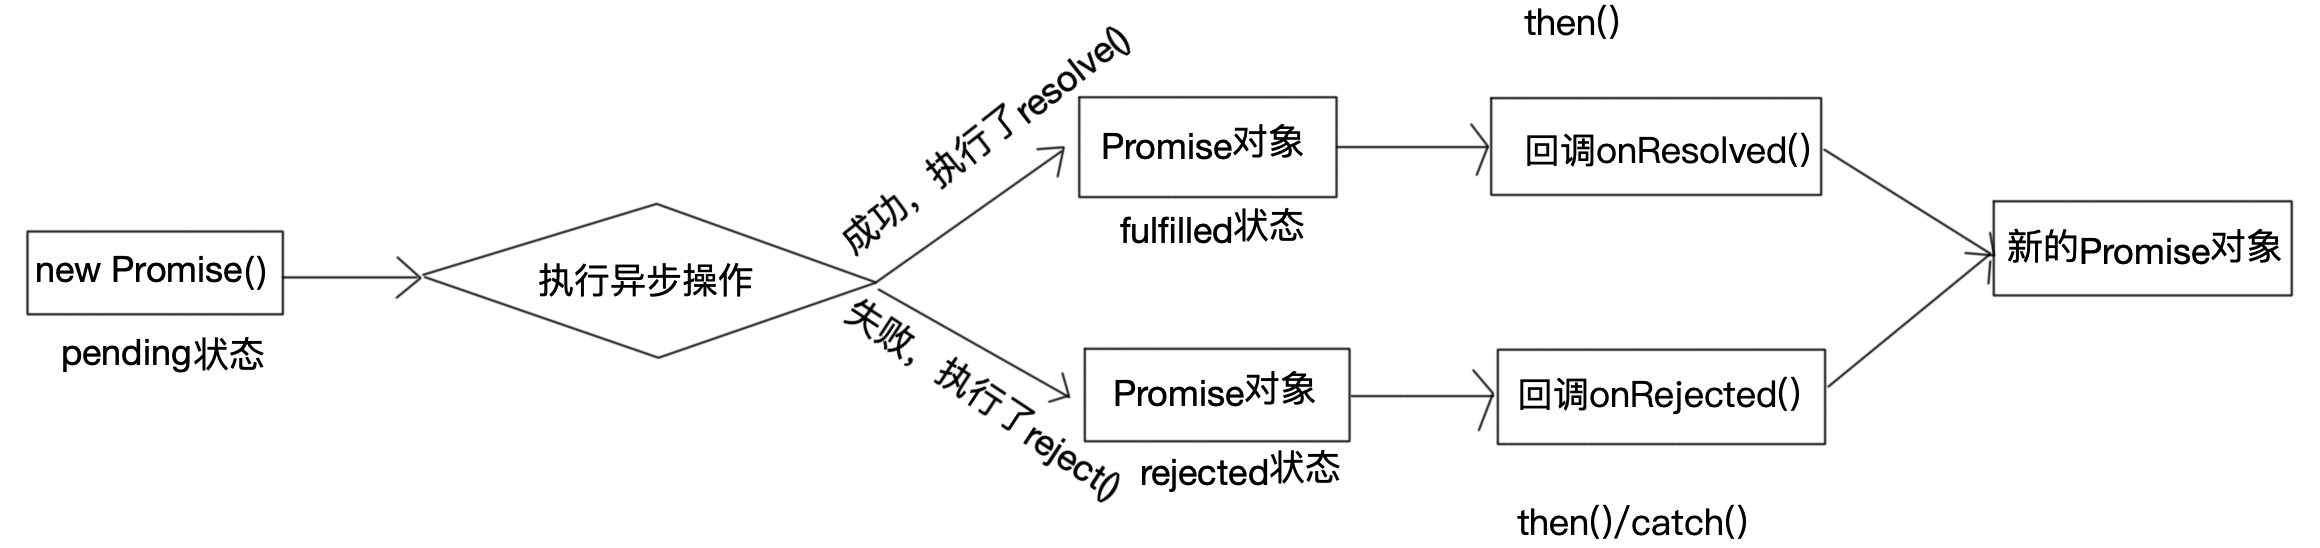 new Promise()
pending状态
执行异步操作
成功，执行了resolve()
失败，执行了reject()
Promise对象
fulfilled状态
Promise对象
rejected状态
then()
回调onResolved()
回调onRejected()
then()/catch()
新的Promise对象